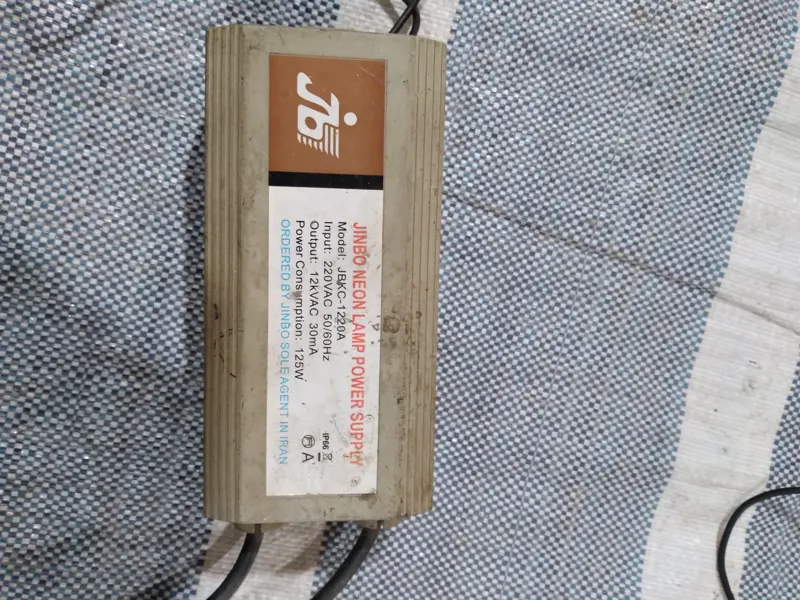 Jb
JINBO NEON LAMP POWER SUPPLY
Model: JBKC-1220A
Input: 220VAC 50/60Hz
Output: 12kVAC 30mA
Power Consumption: 125W
ORDERED BY JINBO SOLE AGENT IN IRAN
IP66
A